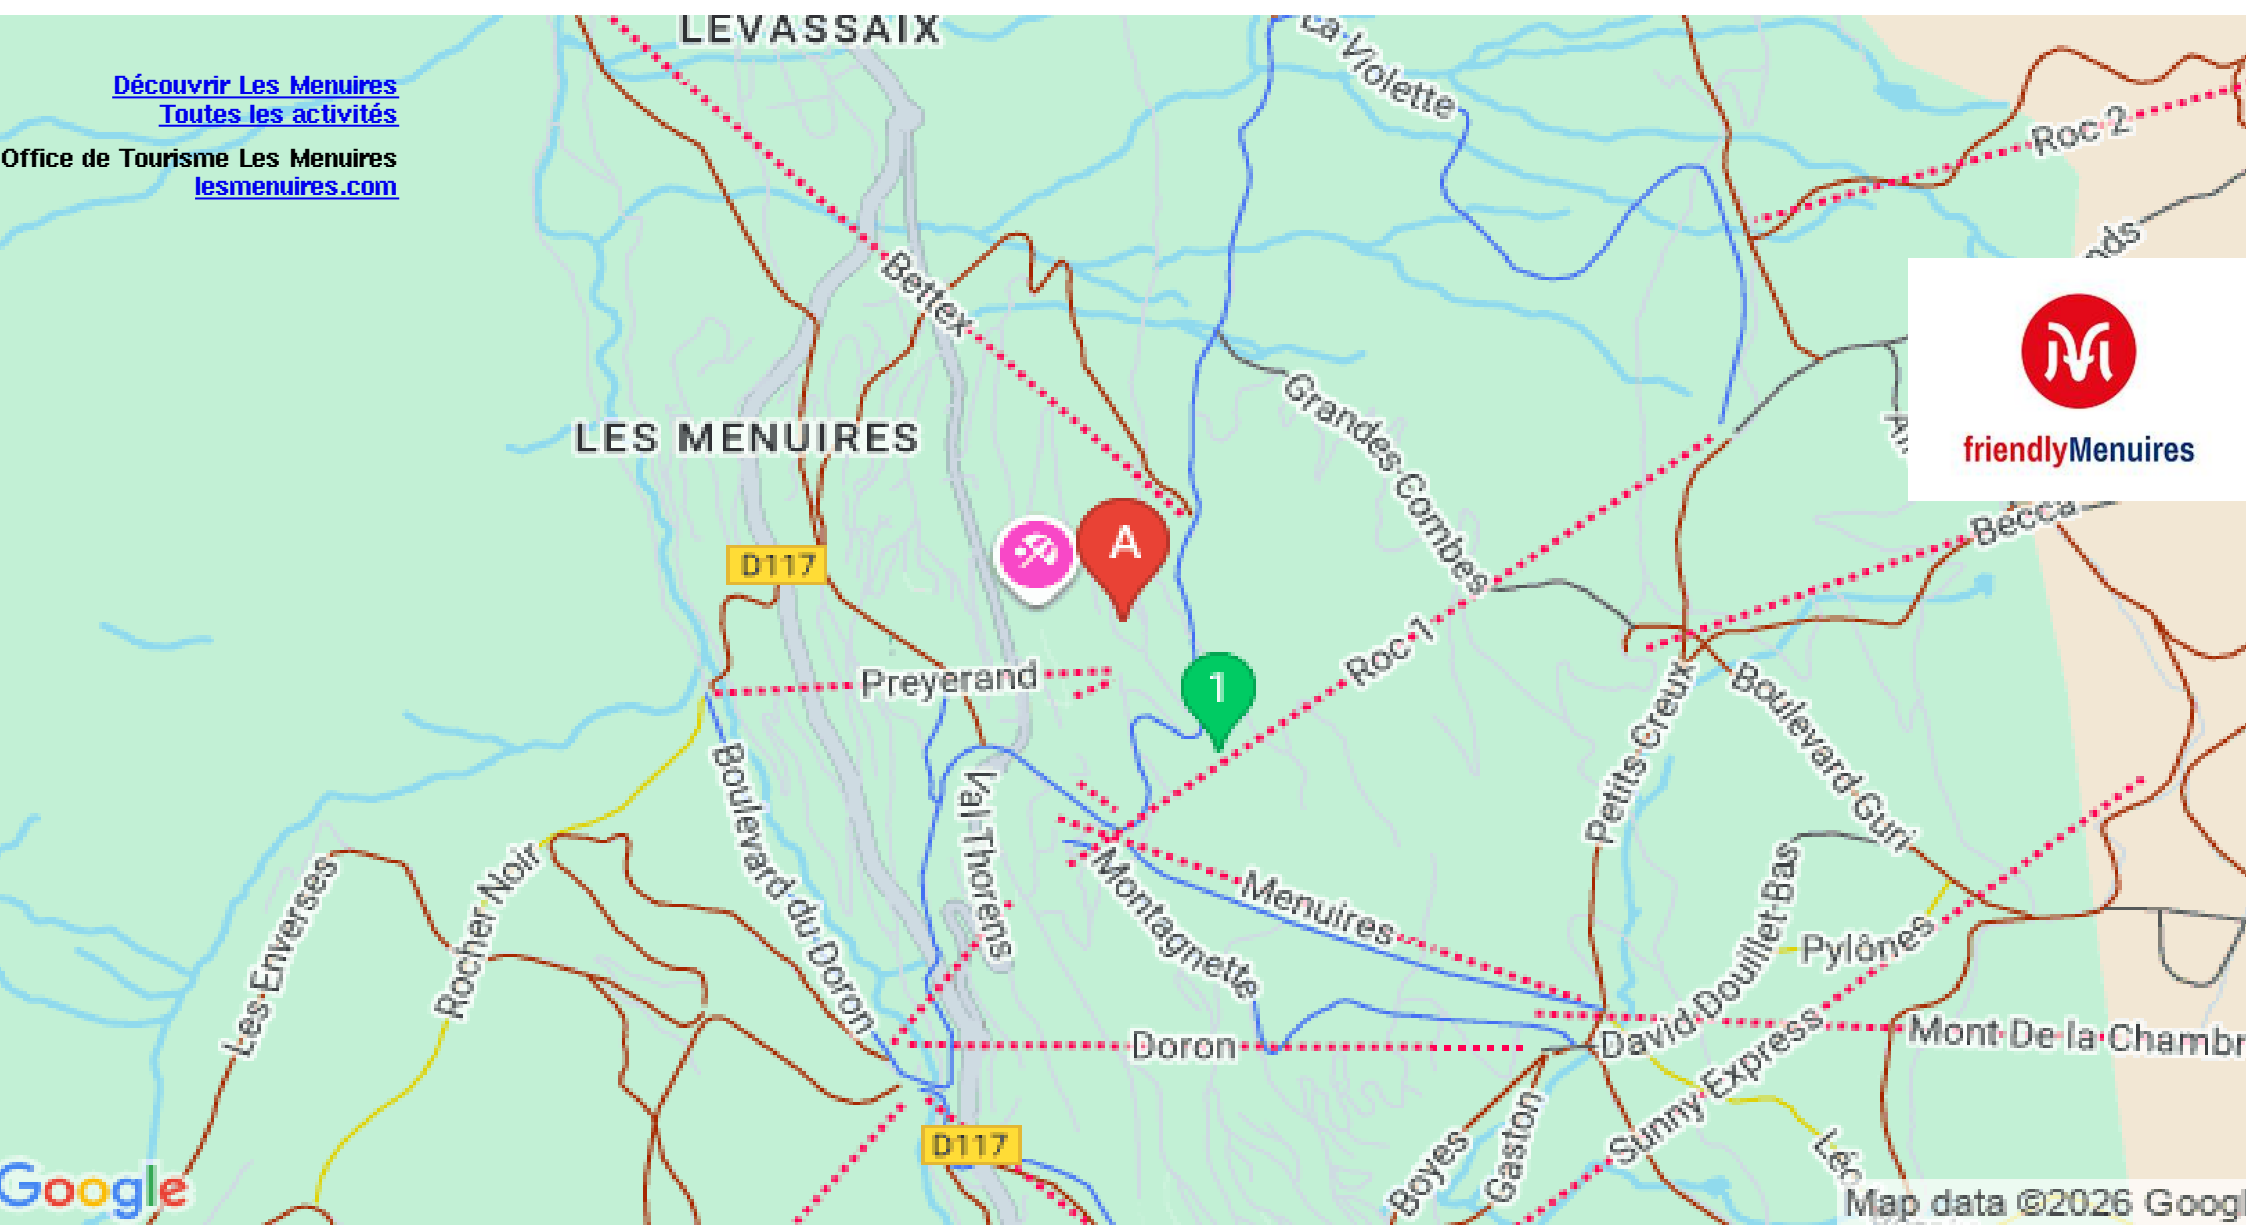 LEVASSAIX
La Violette
Découvrir Les Menuires
Toutes les activités
Office de Tourisme Les Menuires
lesmenuires.com
Roc 2
Bettex
friendlyMenuires
Grandes Combes
LES MENUIRES
A
D117
Becca
Roc 1
Preyerand
1
Petits Creux
Boulevard Guri
Boulevard du Doron
Val Thorens
Montagnette
Menuires
Les Enverses
Rocher Noir
David Douillet Bas
Pylônes
Doron
Mont De la Chambr
Sunny Express
D117
Boyes
Gaston
Léo
Google
Map data ©2026 Googl